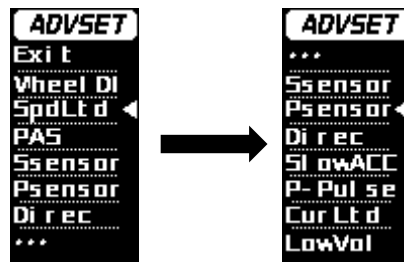 ADVSET
Exit
Wheel DI
SpdLtd
PAS
Ssensor
Psensor
Direc
...
ADVSET
...
Ssensor
Psensor
Direc
SlowACC
P-Pulse
CurLtd
LowVol